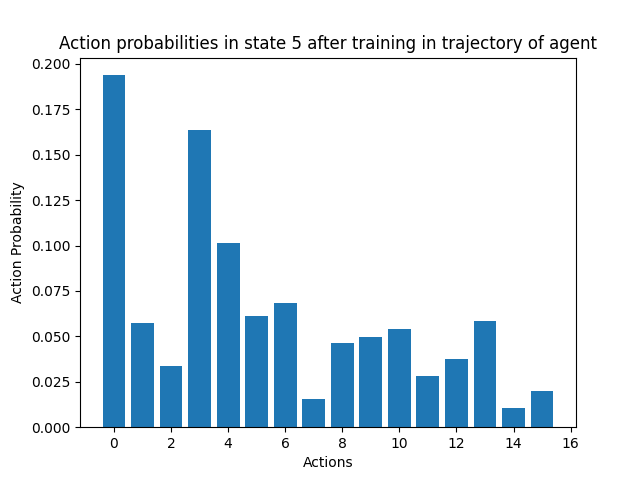 Action probabilities in state 5 after training in trajectory of agent
0.200
0.175
0.150
0.125
0.100
0.075
0.050
0.025
0.000
Action Probability
0 2 4 6 8 10 12 14 16
Actions